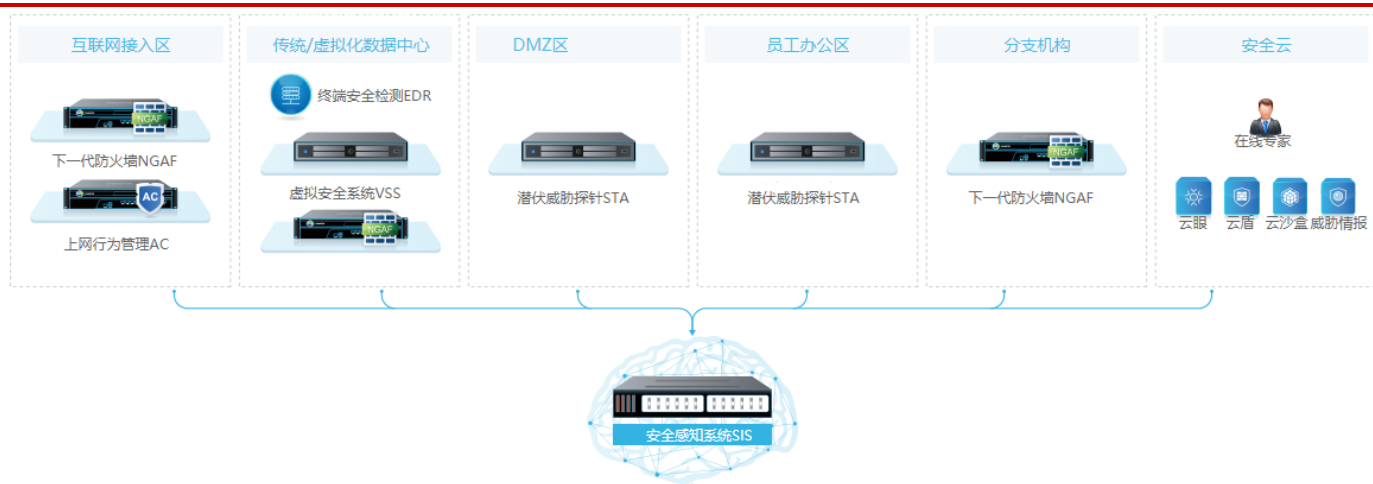 互联网接入区
NGAF
下一代防火墙NGAF
AC
上网行为管理AC
传统/虚拟化数据中心
终端安全检测EDR
虚拟安全系统VSS
NGAF
DMZ区
潜伏威胁探针STA
员工办公区
潜伏威胁探针STA
分支机构
NGAF
下一代防火墙NGAF
安全云
在线专家
云眼 云盾 云沙盒 威胁情报
安全感知系统SIS